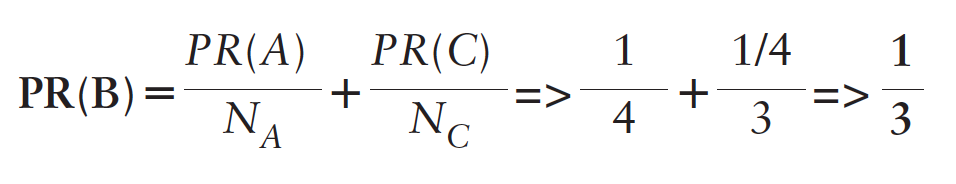 PR(B) = PR(A)/N_A + PR(C)/N_C => 1/4 + (1/4)/3 => 1/3